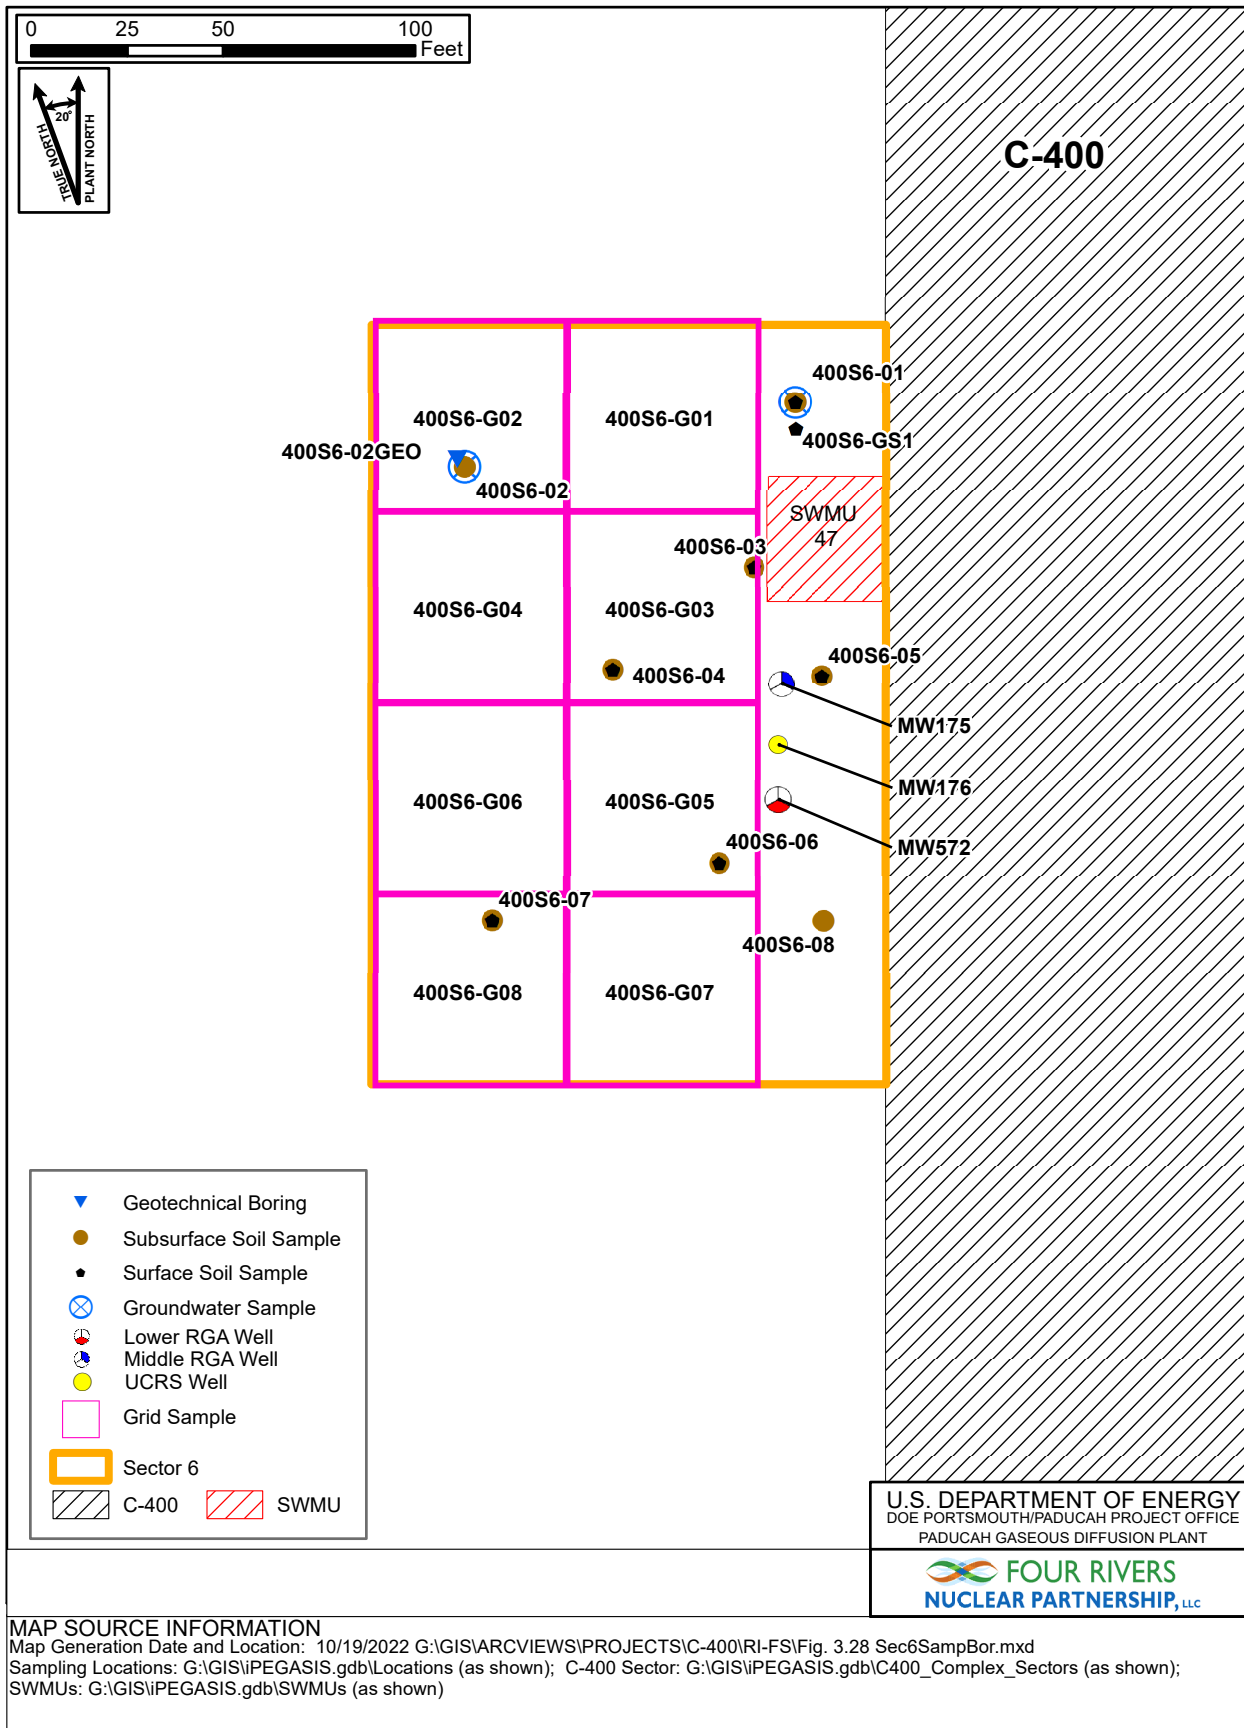 0 25 50 100
Feet
20°
TRUE NORTH
PLANT NORTH
C-400
400S6-01
400S6-G02
400S6-G01
400S6-GS1
400S6-02GEO
400S6-02
SWMU
47
400S6-03
400S6-G04
400S6-G03
400S6-05
400S6-04
MW175
MW176
400S6-G06
400S6-G05
400S6-06
MW572
400S6-07
400S6-08
400S6-G08
400S6-G07
Geotechnical Boring
Subsurface Soil Sample
Surface Soil Sample
Groundwater Sample
Lower RGA Well
Middle RGA Well
UCRS Well
Grid Sample
Sector 6
C-400 SWMU
U.S. DEPARTMENT OF ENERGY
DOE PORTSMOUTH/PADUCAH PROJECT OFFICE
PADUCAH GASEOUS DIFFUSION PLANT
FOUR RIVERS
NUCLEAR PARTNERSHIP, LLC
MAP SOURCE INFORMATION
Map Generation Date and Location: 10/19/2022 G:\GIS\ARCVIEWS\PROJECTS\C-400\RI-FS\Fig. 3.28 Sec6SampBor.mxd
Sampling Locations: G:\GIS\iPEGASIS.gdb\Locations (as shown); C-400 Sector: G:\GIS\iPEGASIS.gdb\C400_Complex_Sectors (as shown);
SWMUs: G:\GIS\iPEGASIS.gdb\SWMUs (as shown)